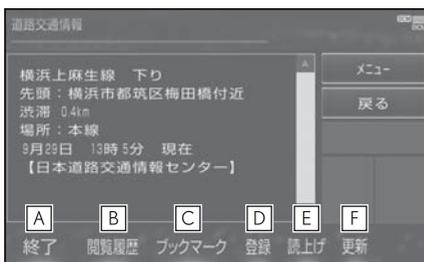 道路交通情報
横浜上麻生線 下り
先頭：横浜市都筑区梅田橋付近
渋滞 0.4km
場所：本線
9月29日 13時5分 現在
【日本道路交通情報センター】
メニュー
戻る
A B C D E F
終了 閲覧履歴 ブックマーク 登録 読上げ 更新